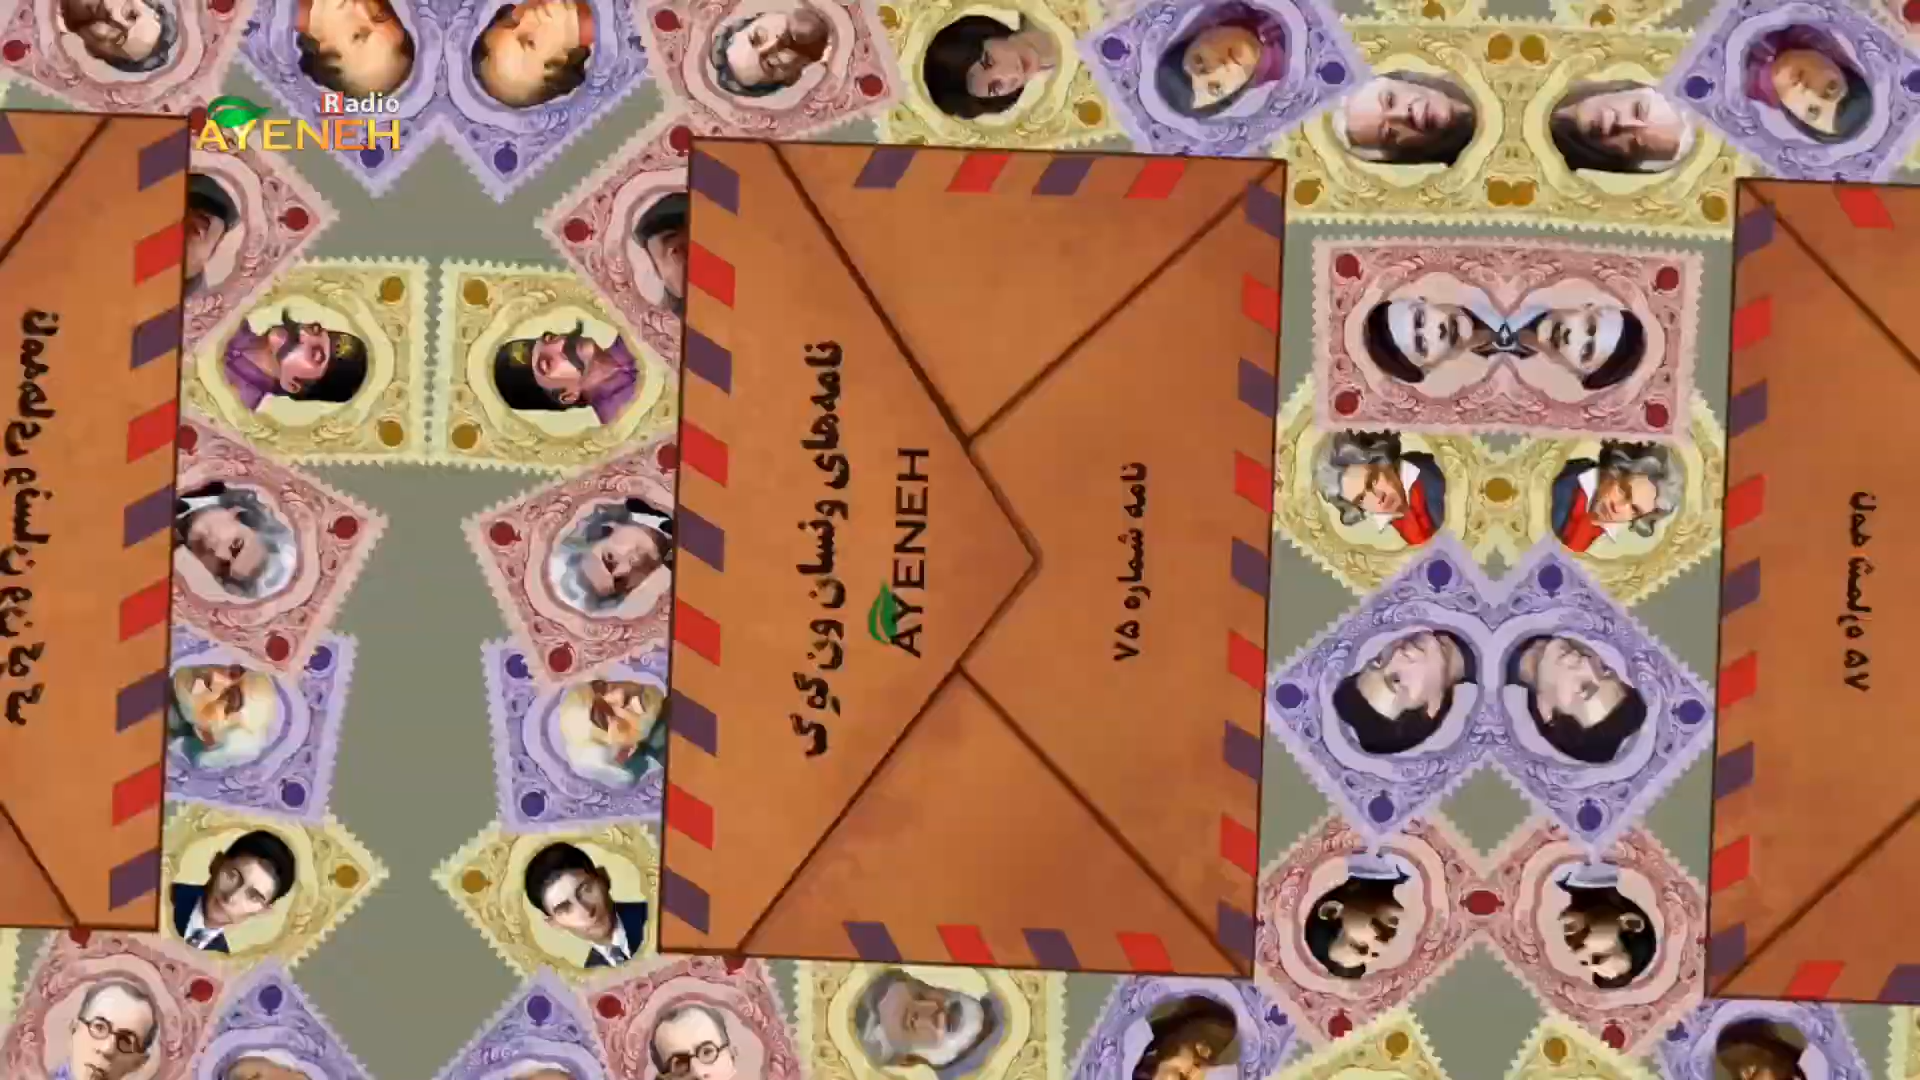 Radio
AYENEH
نامه‌های ونسان ون گوگ
AYENEH
نامه شماره ۷۵